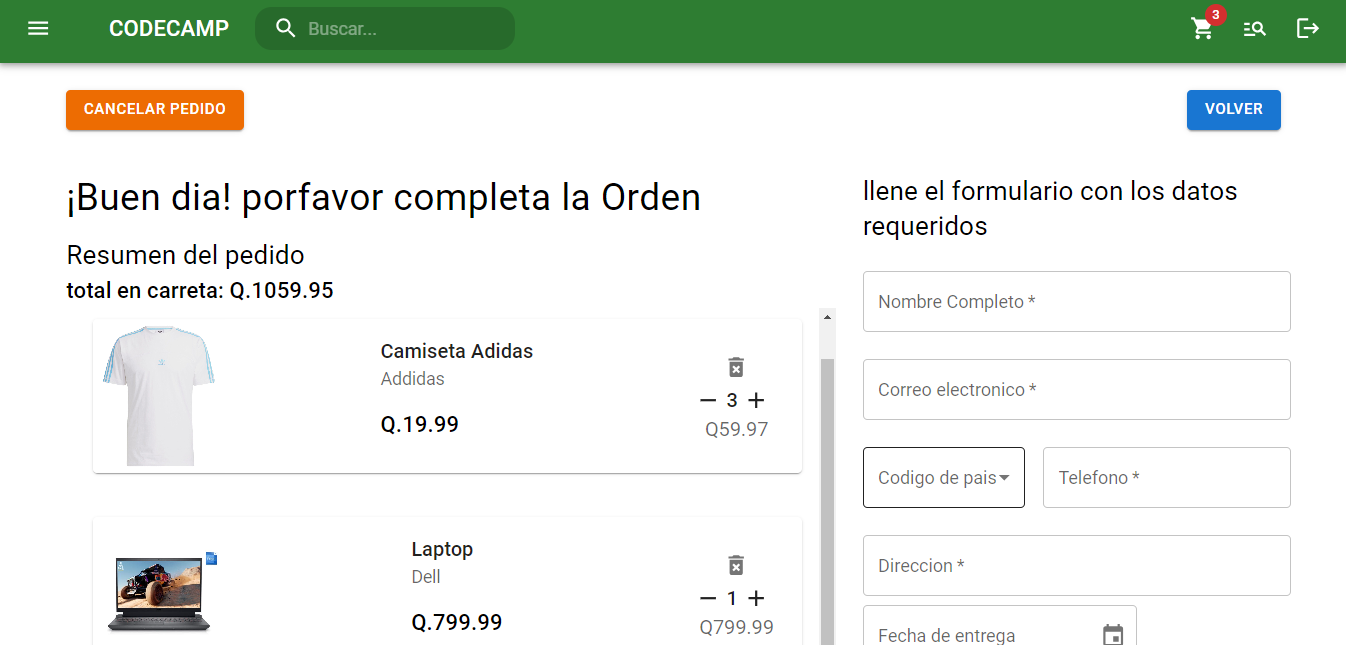 CODECAMP
Buscar...
3
CANCELAR PEDIDO
VOLVER
¡Buen dia! porfavor completa la Orden
Resumen del pedido
total en carreta: Q.1059.95
Camiseta Adidas
Addidas
Q.19.99
3
Q59.97
Laptop
Dell
Q.799.99
1
Q799.99
llene el formulario con los datos
requeridos
Nombre Completo *
Correo electronico *
Codigo de pais
Telefono *
Direccion *
Fecha de entrega